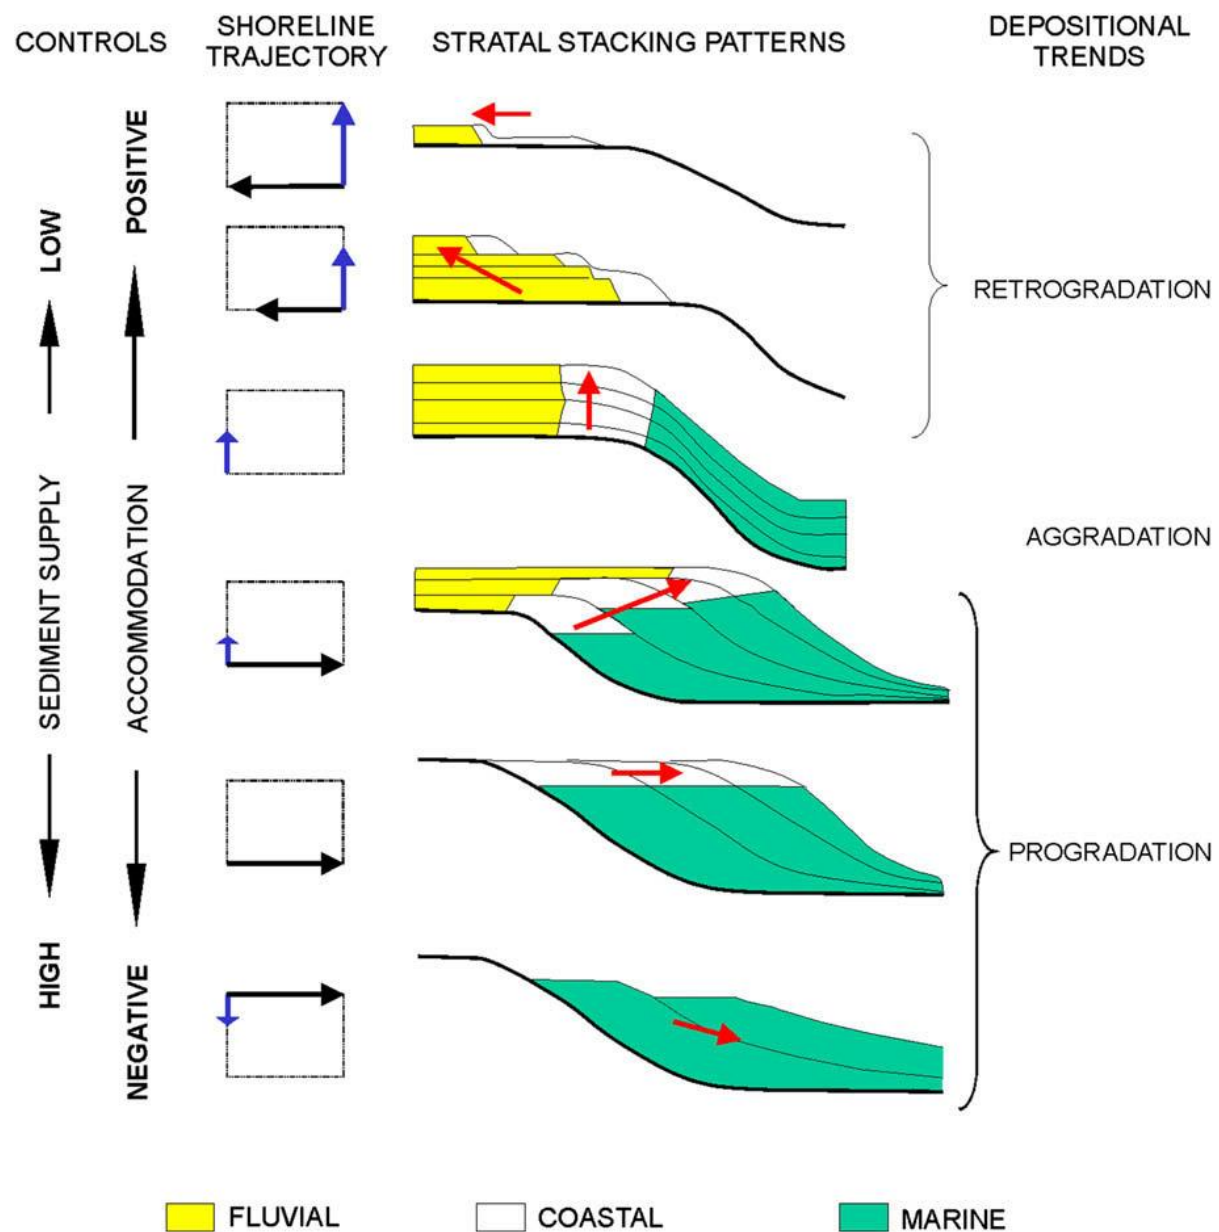 CONTROLS
SHORELINE
TRAJECTORY
STRATAL STACKING PATTERNS
DEPOSITIONAL
TRENDS
LOW
SEDIMENT SUPPLY
HIGH
POSITIVE
ACCOMMODATION
NEGATIVE
RETROGRADATION
AGGRADATION
PROGRADATION
FLUVIAL
COASTAL
MARINE